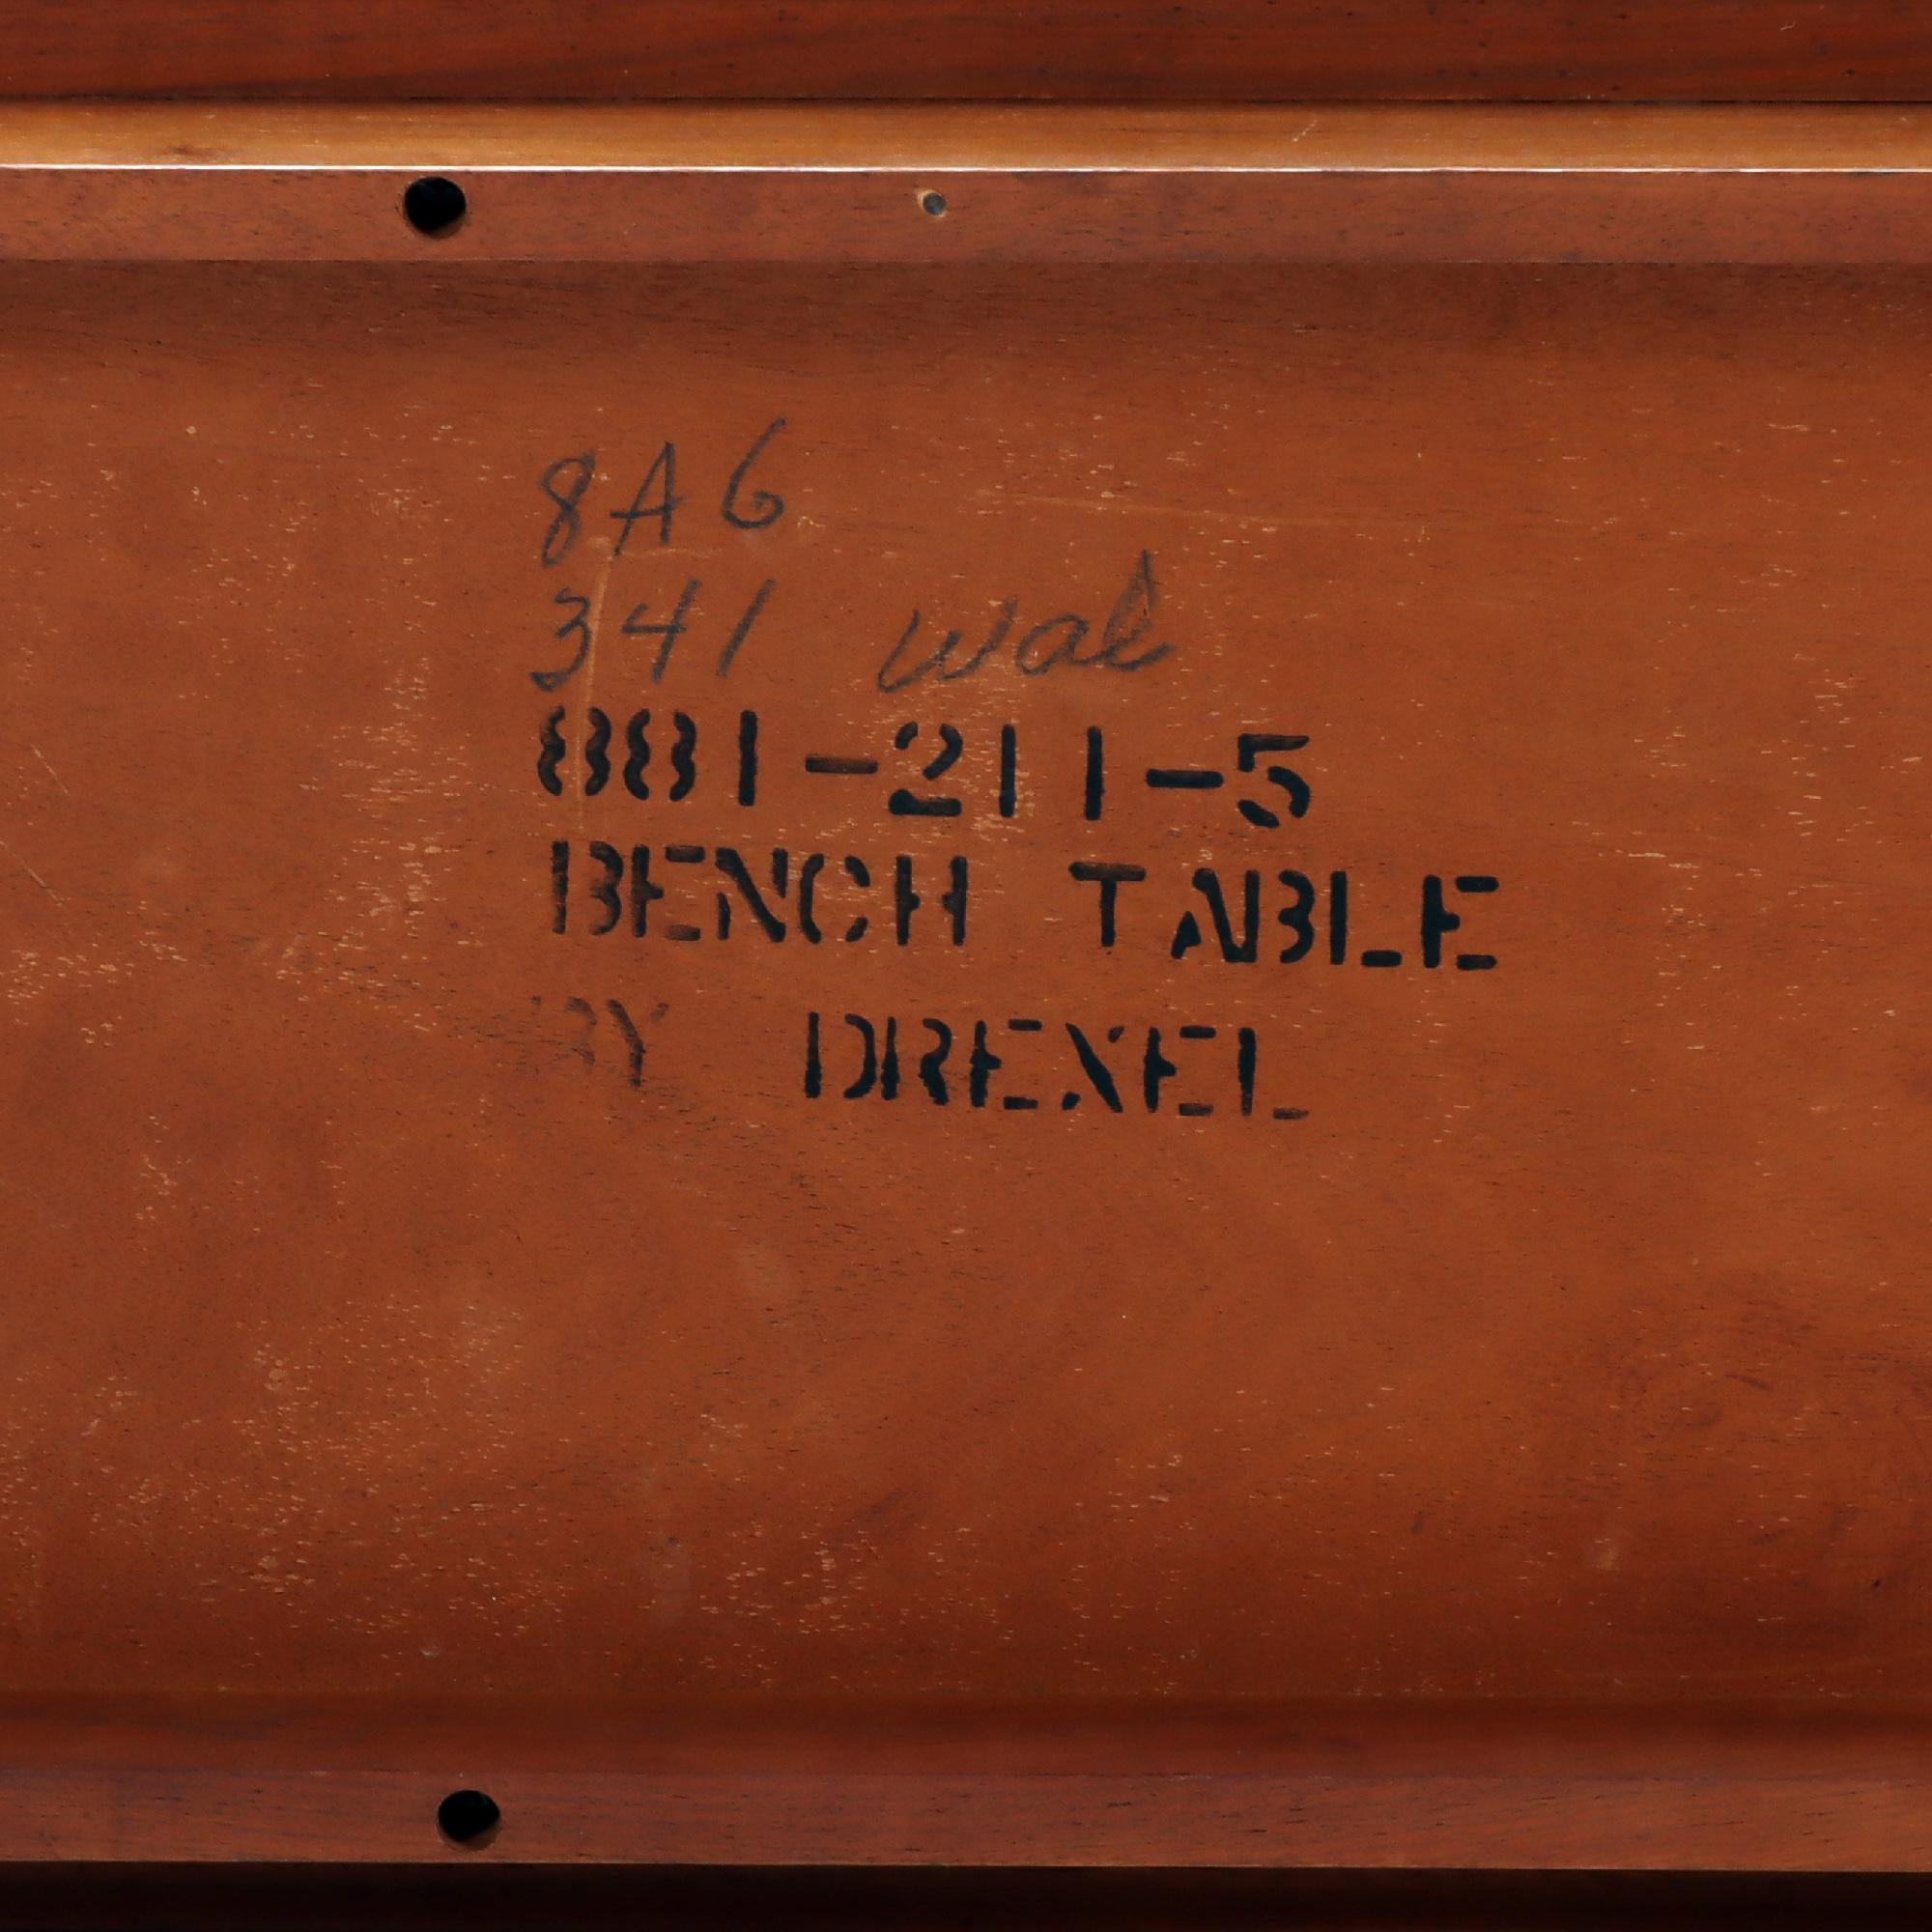 8A6
341 wal
881-211-5
BENCH TABLE
BY DREXEL